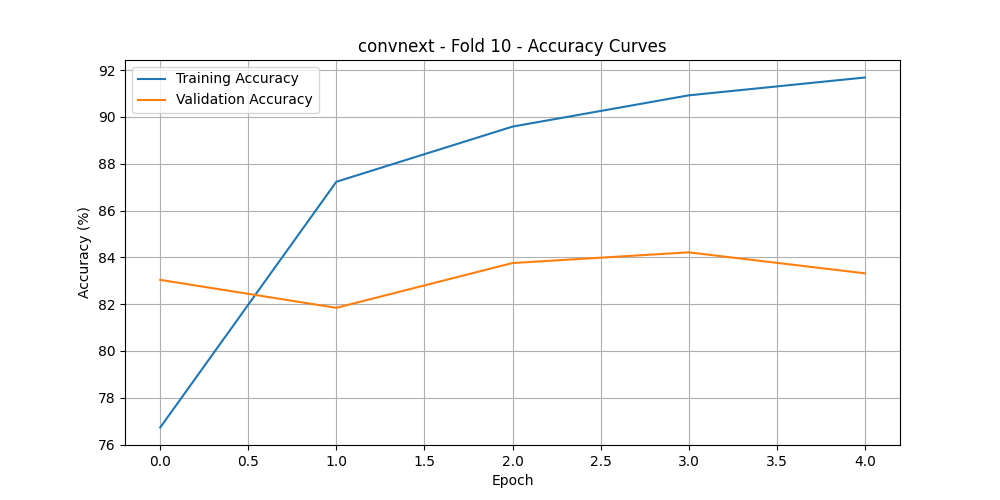 convnext - Fold 10 - Accuracy Curves
Training Accuracy
Validation Accuracy
Accuracy (%)
92
90
88
86
84
82
80
78
76
0.0 0.5 1.0 1.5 2.0 2.5 3.0 3.5 4.0
Epoch